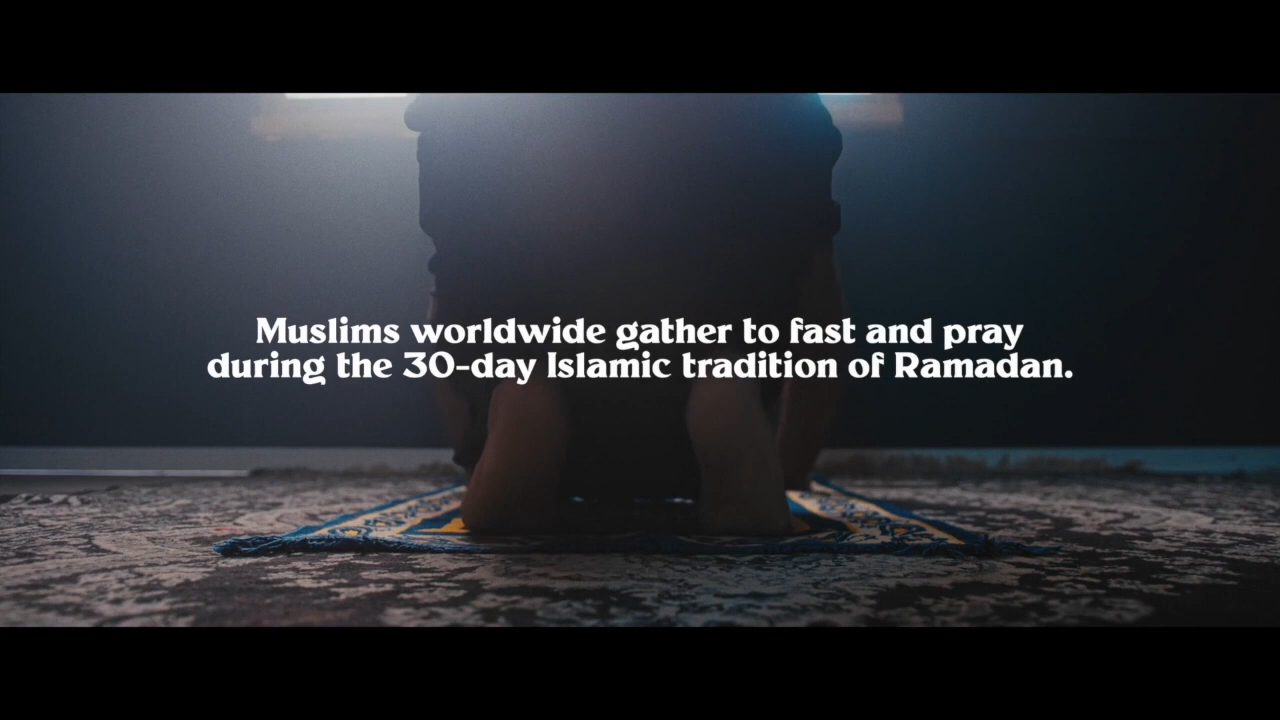 Muslims worldwide gather to fast and pray
during the 30-day Islamic tradition of Ramadan.